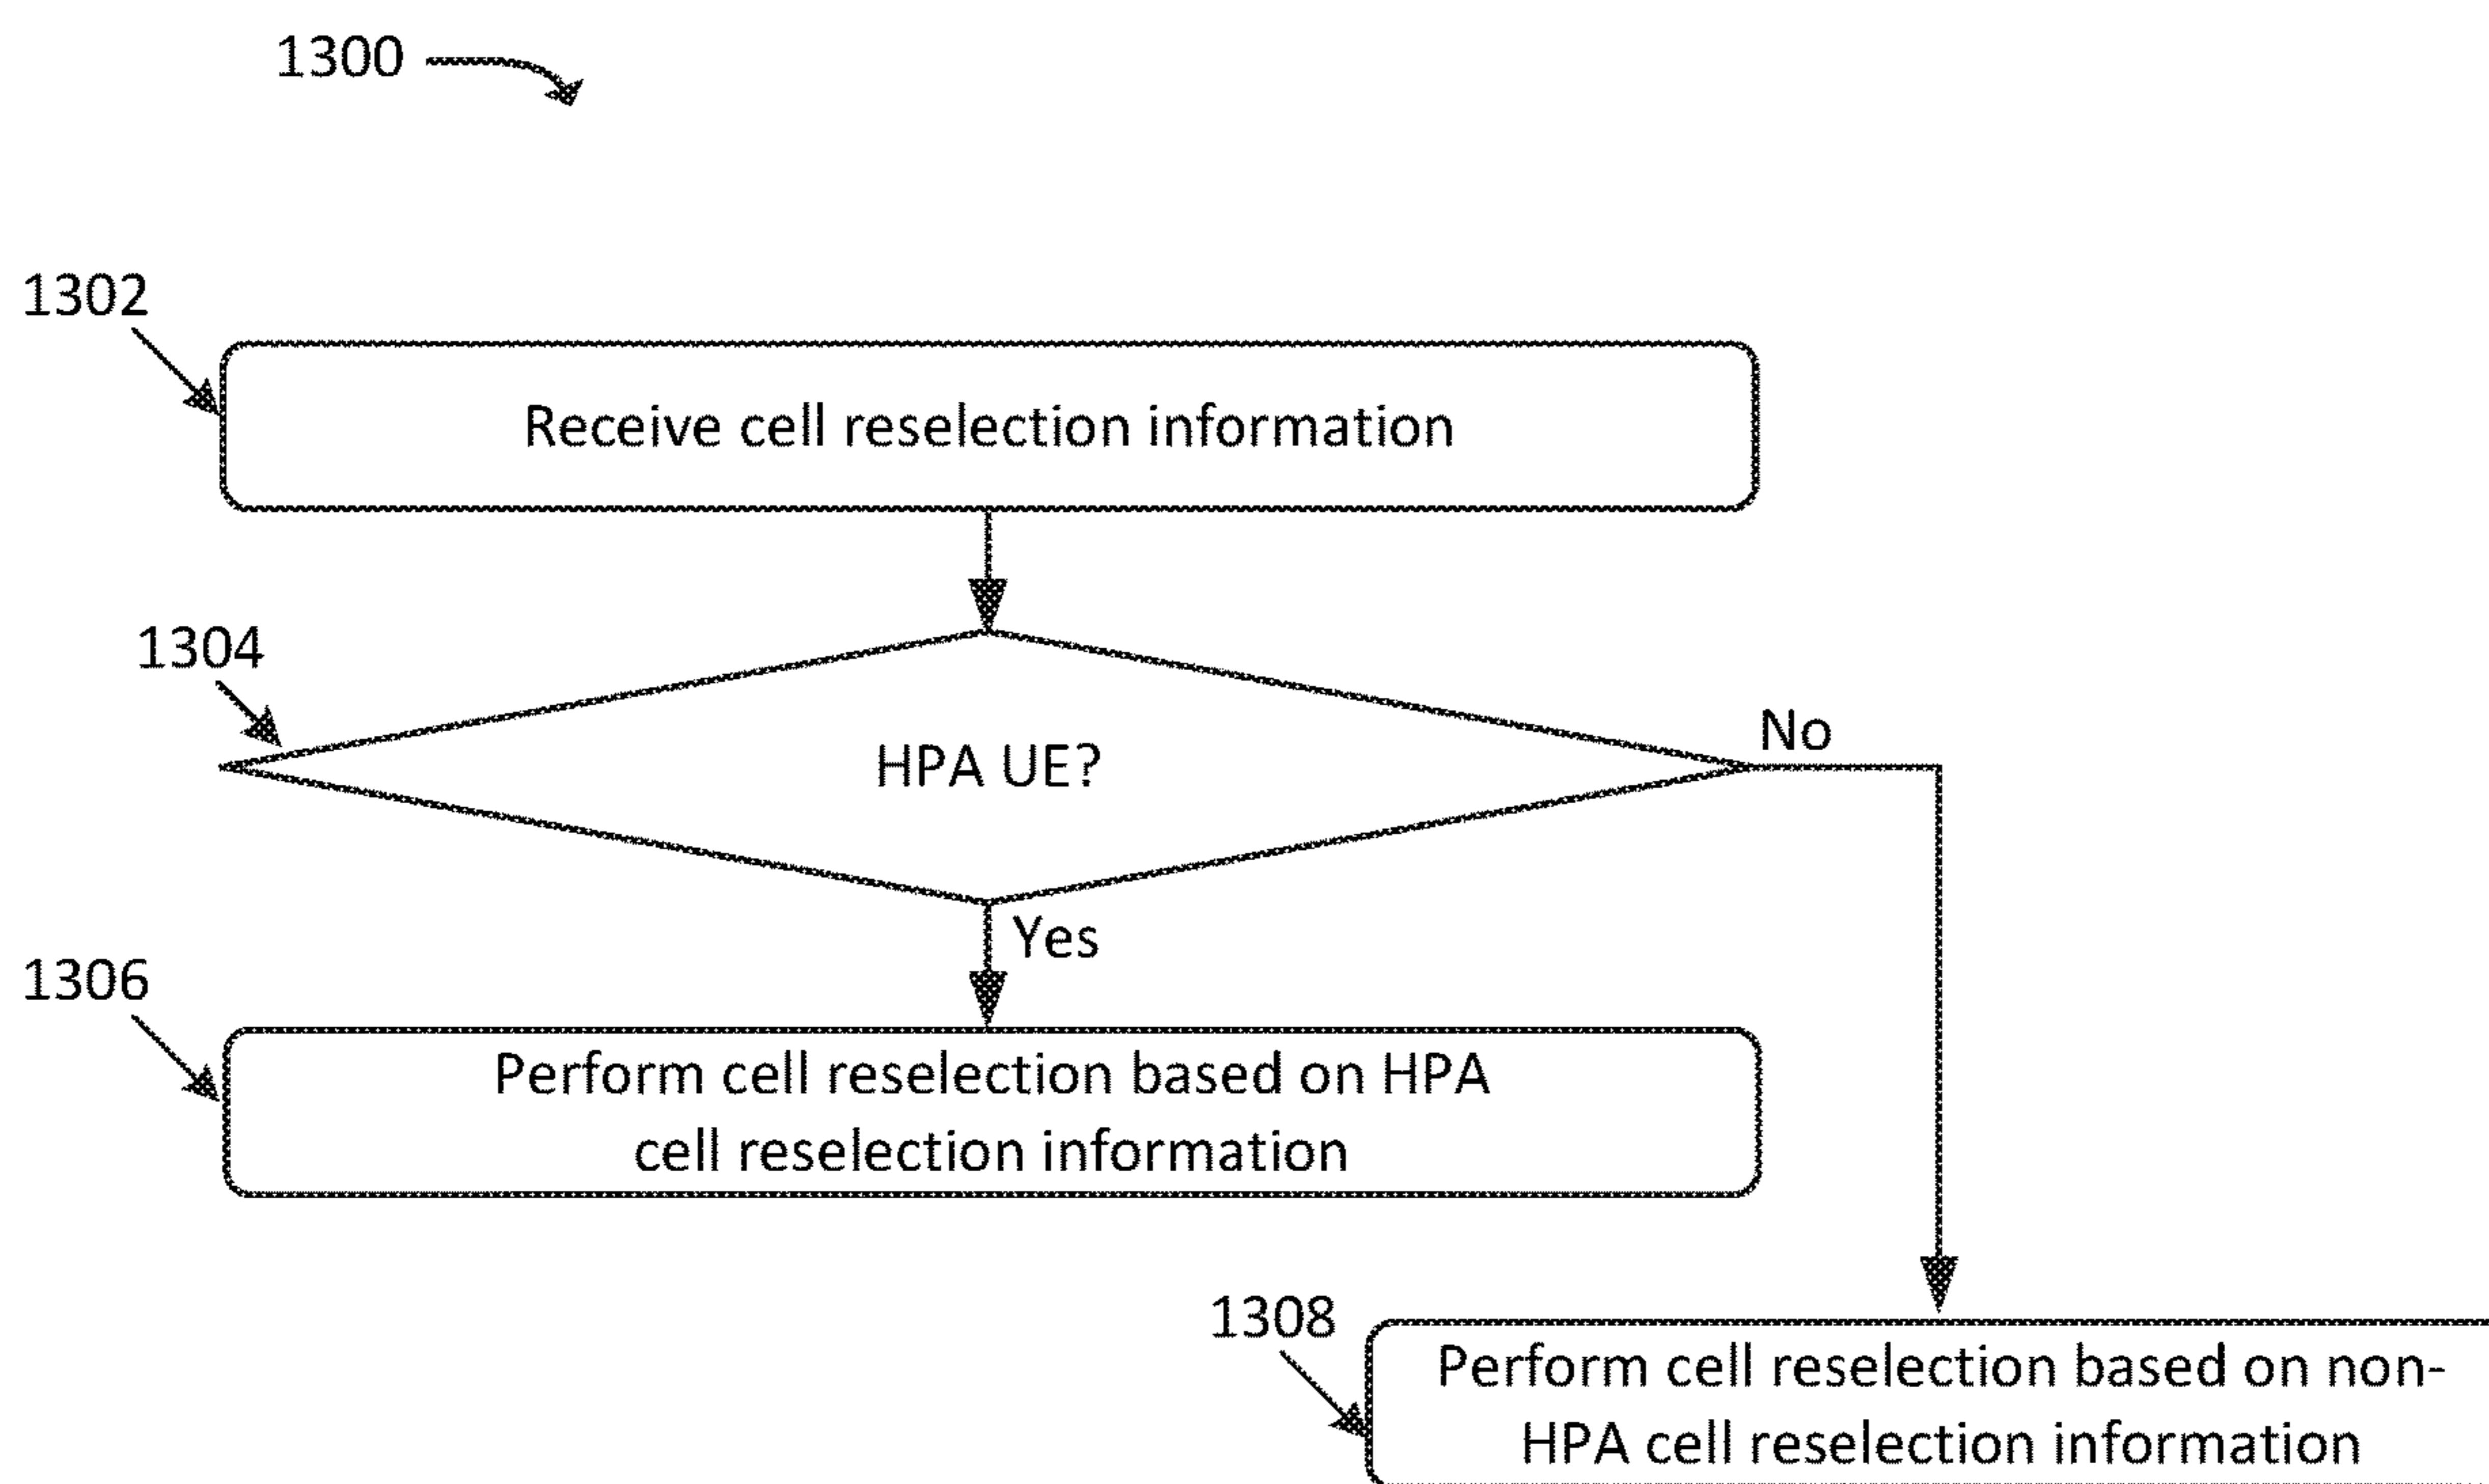 1300
1302
Receive cell reselection information
1304
HPA UE?
No
Yes
1306
Perform cell reselection based on HPA
cell reselection information
1308
Perform cell reselection based on non-
HPA cell reselection information